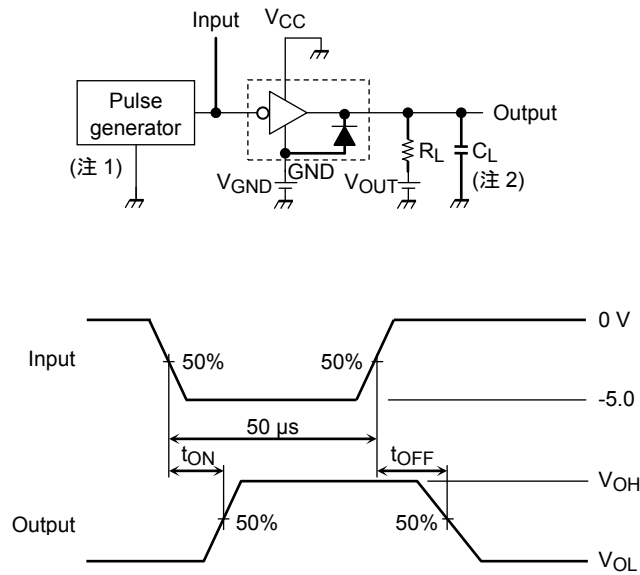 Input
VCC
Pulse
generator
(注 1)
Output
RL
CL
(注 2)
GND
VGND
VOUT
0 V
Input
50%
50%
-5.0
50 µs
tON
tOFF
VOH
Output
50%
50%
VOL